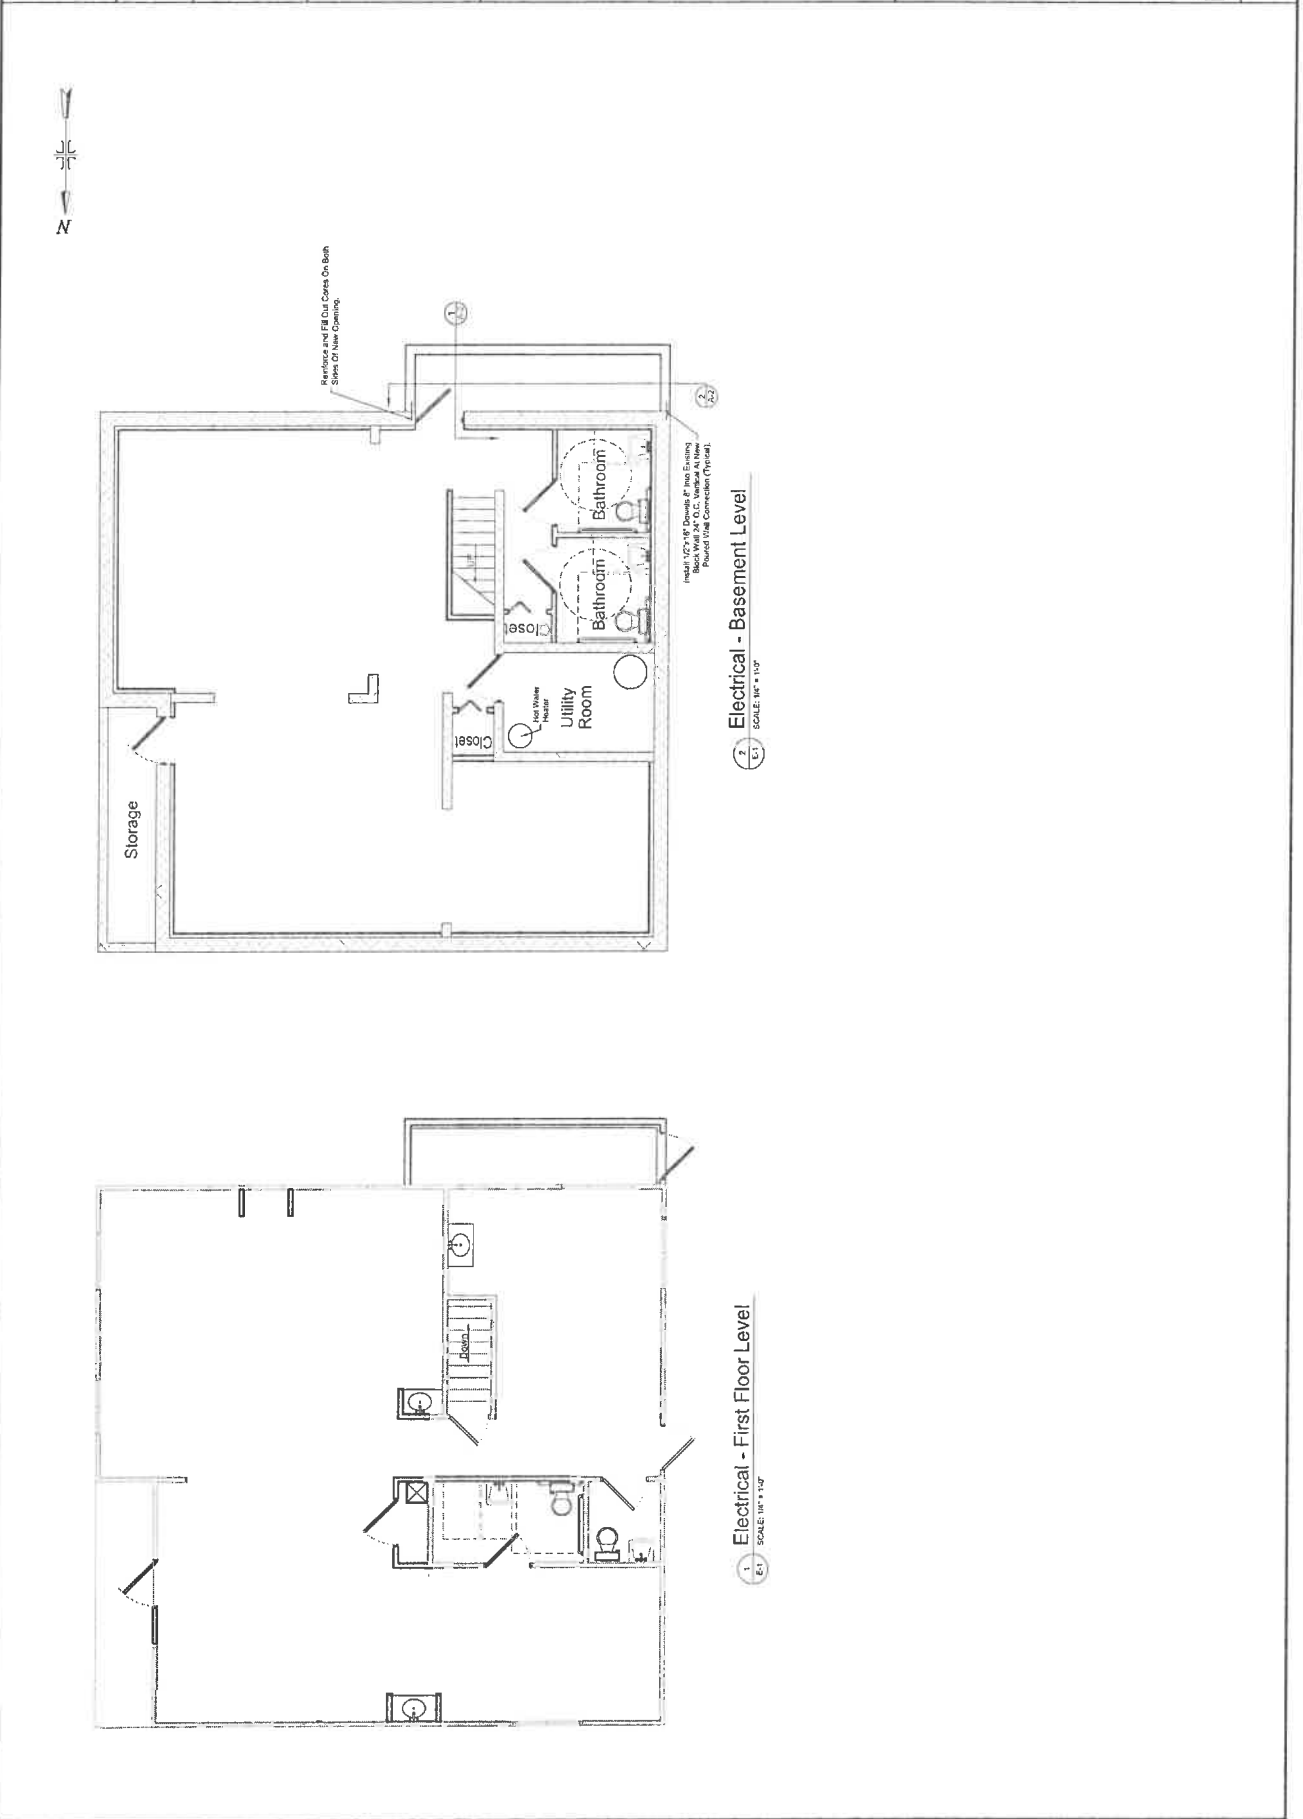 N
Reinforce and Fill Out Cores On Both
Sides Of New Opening.
1
2
A-2
UP
Bathroom
Bathroom
loset
Closet
Hot Water
Heater
Utility
Room
Storage
Install 1/2"x16" Dowels 8" Into Existing
Block Wall 24" O.C. Vertical At New
Poured Wall Connection (Typical).
2
E-1
Electrical - Basement Level
SCALE: 1/4" = 1'-0"
Down
1
E-1
Electrical - First Floor Level
SCALE: 1/4" = 1'-0"